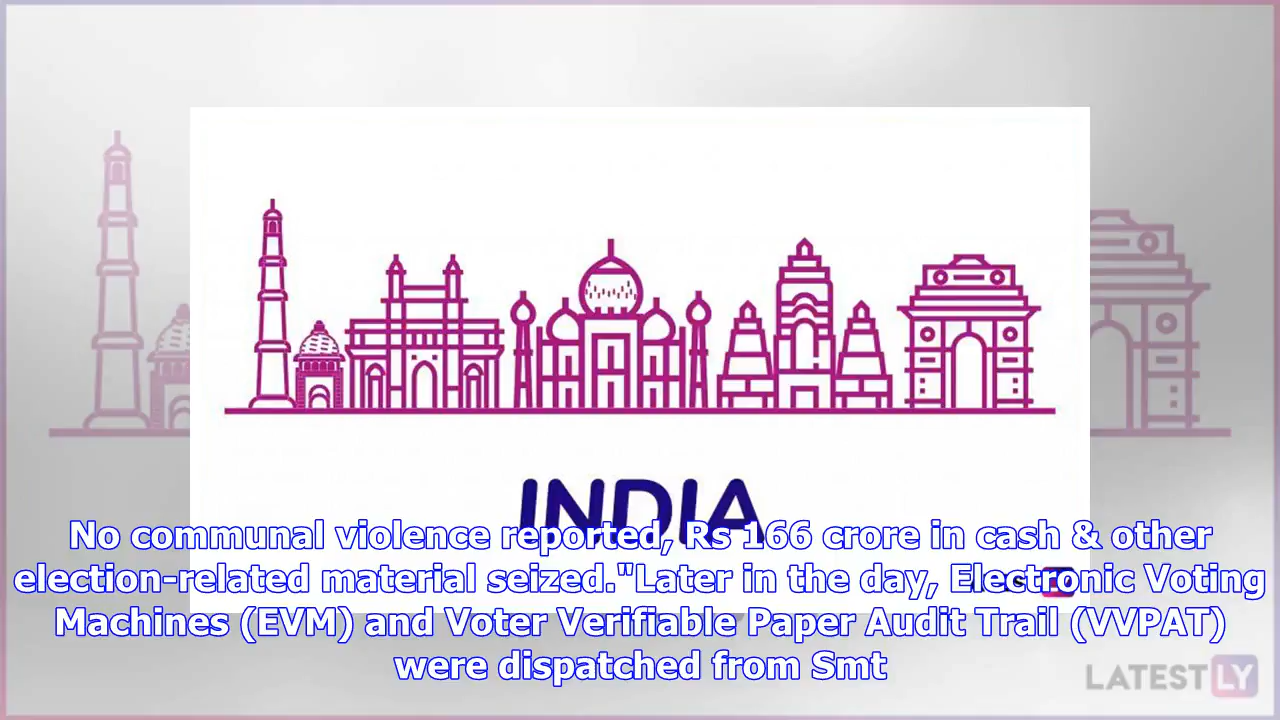 INDIA
No communal violence reported, Rs 166 crore in cash & other
election-related material seized."Later in the day, Electronic Voting
Machines (EVM) and Voter Verifiable Paper Audit Trail (VVPAT)
were dispatched from Smt
LATESTLY